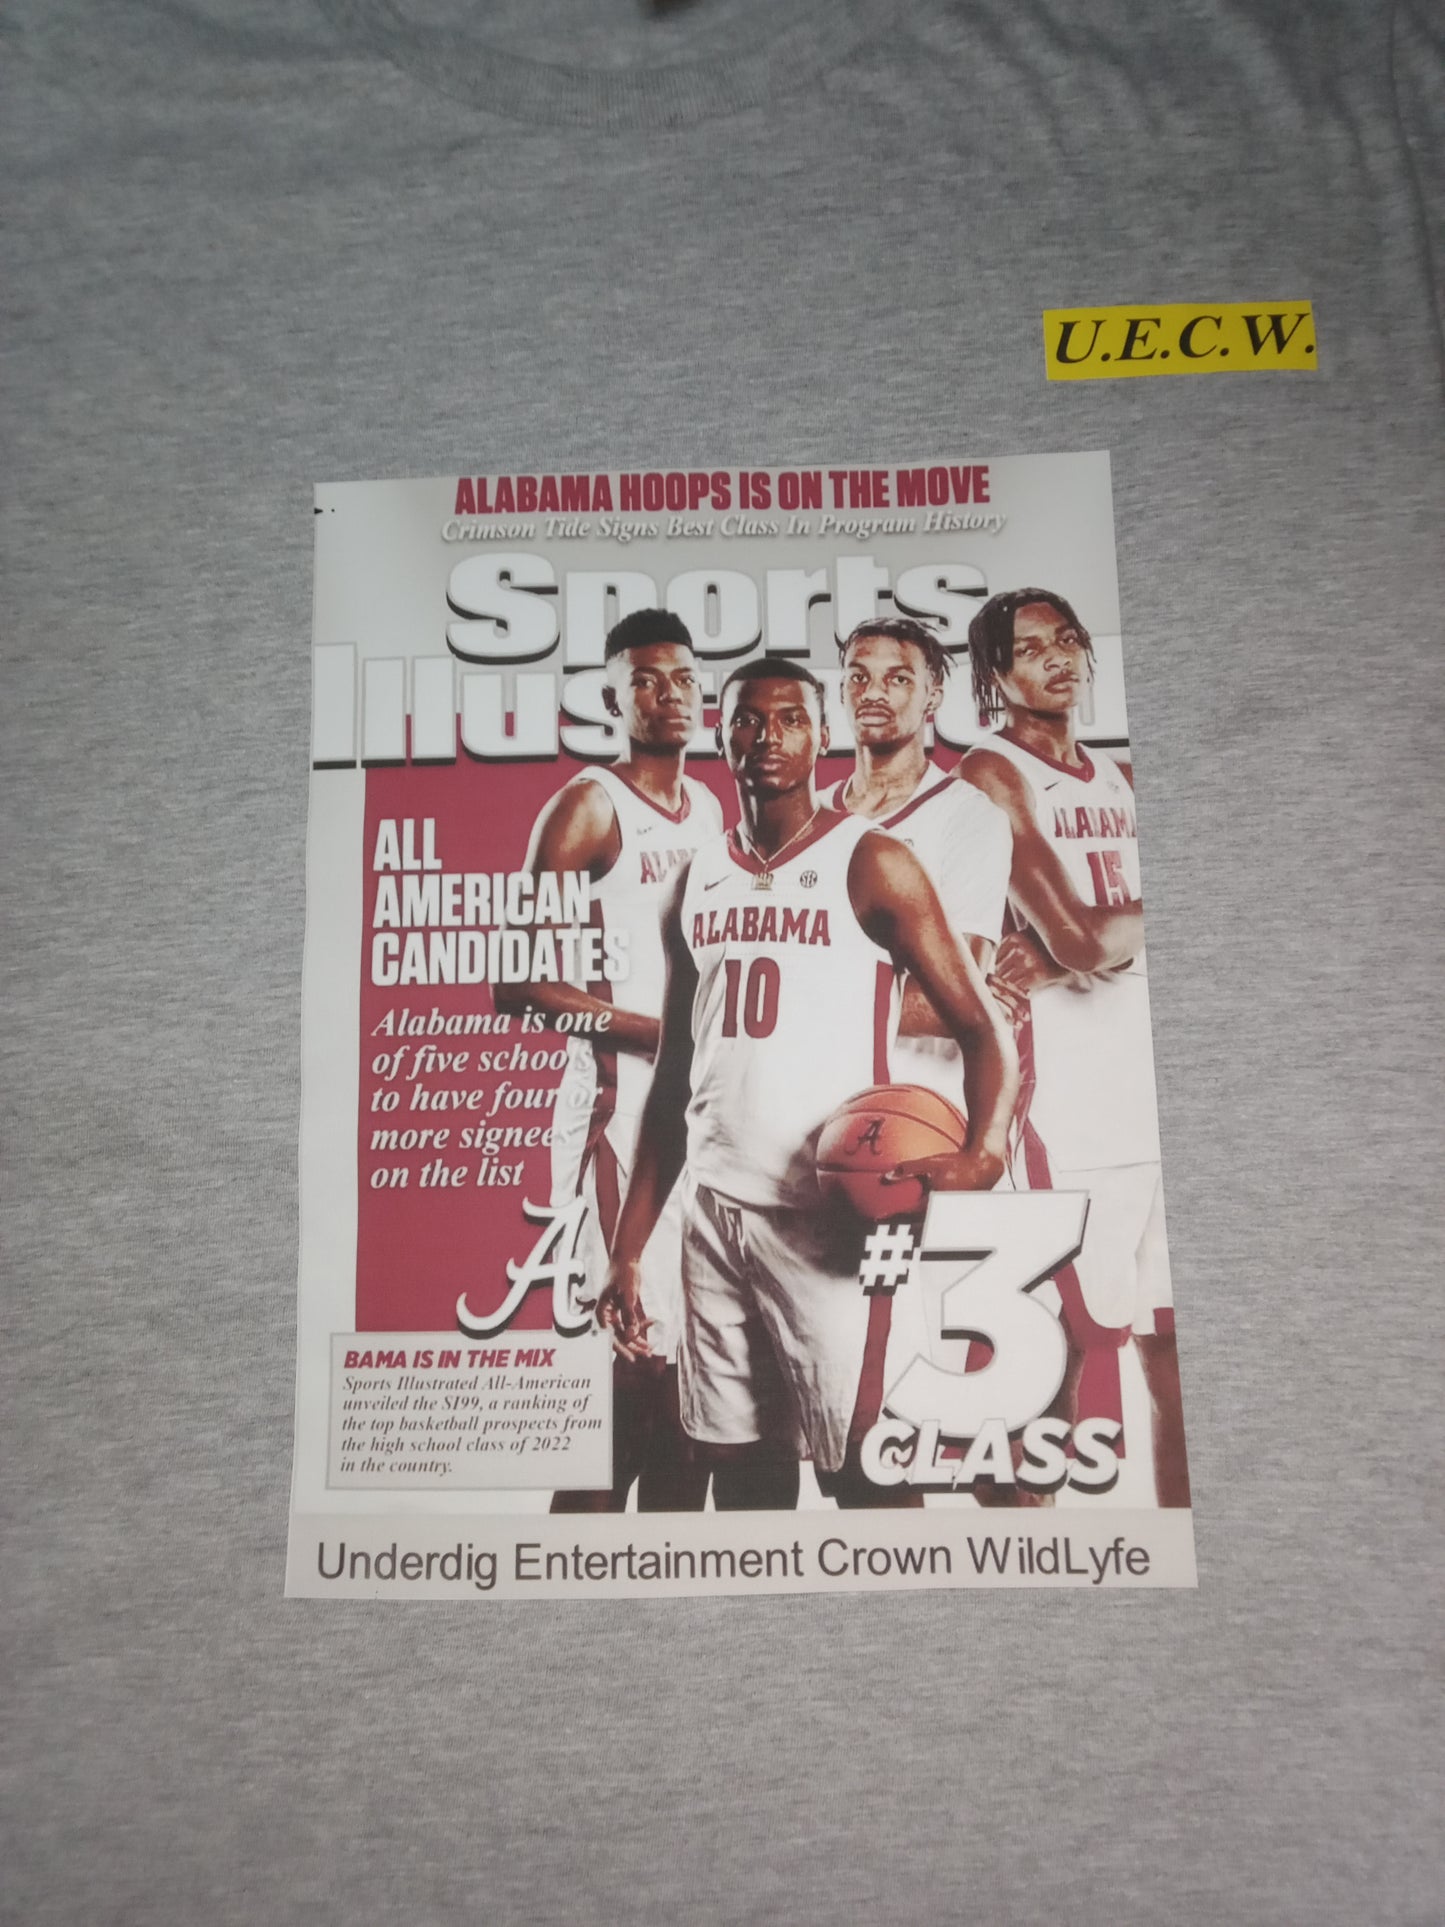 U.E.C.W.
ALABAMA HOOPS IS ON THE MOVE
Crimson Tide Signs Best Class In Program History
Sports
Illustrated
ALL
AMERICAN
CANDIDATES
Alabama is one
of five schools
to have four or
more signees
on the list
A
BAMA IS IN THE MIX
Sports Illustrated All-American
unveiled the SI99, a ranking of
the top basketball prospects from
the high school class of 2022
in the country.
ALABAMA
10
SEC
ALABAMA
15
A
#3
CLASS
Underdig Entertainment Crown WildLyfe